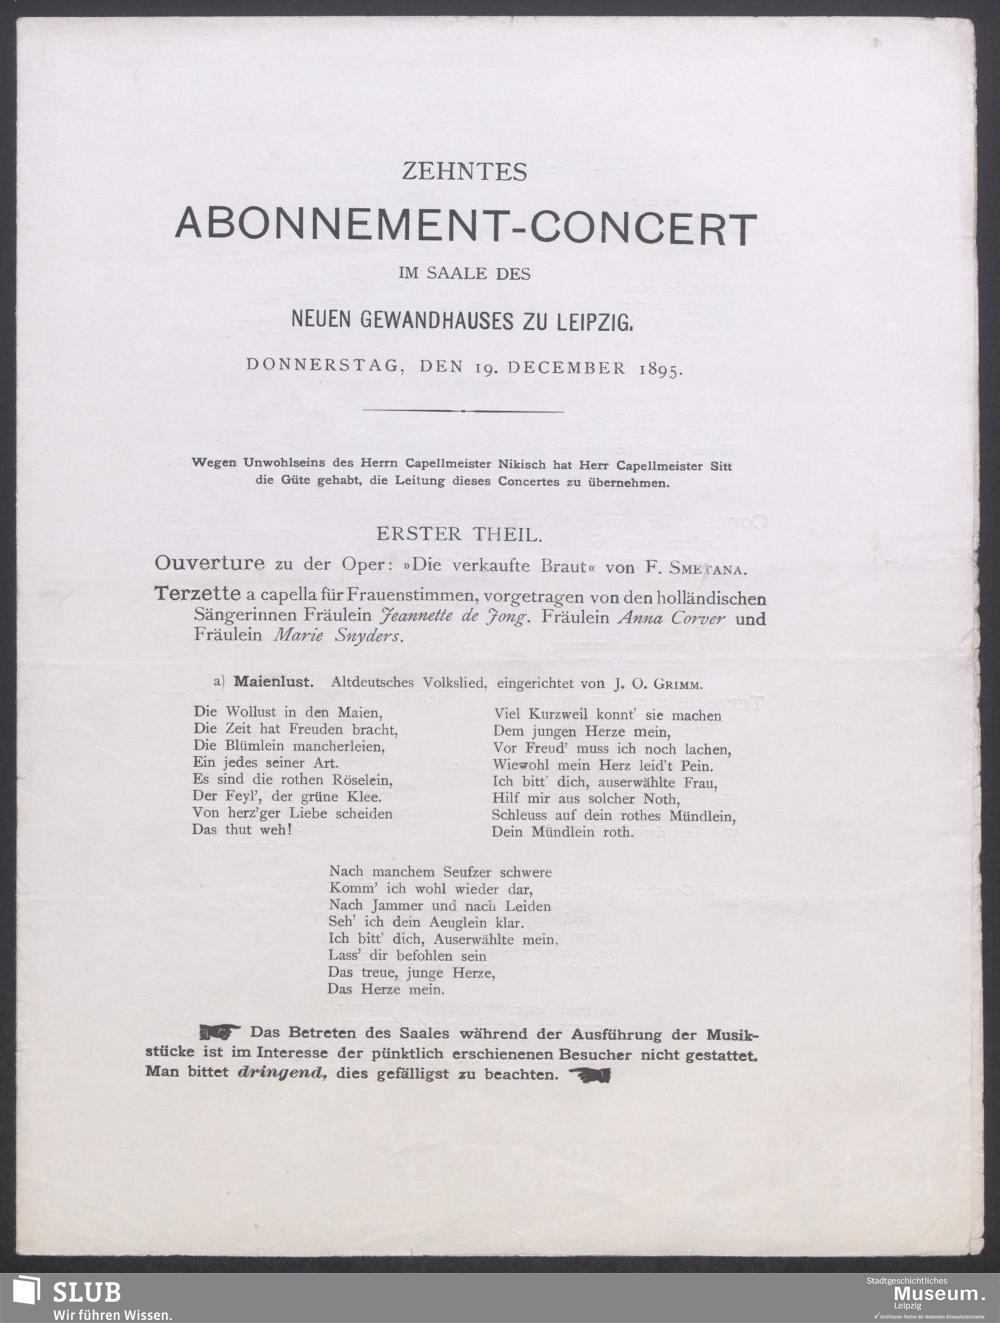 ZEHNTES
ABONNEMENT-CONCERT
IM SAALE DES
NEUEN GEWANDHAUSES ZU LEIPZIG.
DONNERSTAG, DEN 19. DECEMBER 1895.
Wegen Unwohlseins des Herrn Capellmeister Nikisch hat Herr Capellmeister Sitt
die Güte gehabt, die Leitung dieses Concertes zu übernehmen.
ERSTER THEIL.
Ouverture zu der Oper: »Die verkaufte Braut« von F. SMETANA.
Terzette a capella für Frauenstimmen, vorgetragen von den holländischen
Sängerinnen Fräulein Jeannette de Jong, Fräulein Anna Corver und
Fräulein Marie Snyders.
a) Maienlust. Altdeutsches Volkslied, eingerichtet von J. O. GRIMM.
Die Wollust in den Maien,
Die Zeit hat Freuden bracht,
Die Blümlein mancherleien,
Ein jedes seiner Art.
Es sind die rothen Röselein,
Der Feyl', der grüne Klee.
Von herz'ger Liebe scheiden
Das thut weh!
Viel Kurzweil konnt' sie machen
Dem jungen Herze mein,
Vor Freud' muss ich noch lachen,
Wiewohl mein Herz leid't Pein.
Ich bitt' dich, auserwählte Frau,
Hilf mir aus solcher Noth,
Schleuss auf dein rothes Mündlein,
Dein Mündlein roth.
Nach manchem Seufzer schwere
Komm' ich wohl wieder dar,
Nach Jammer und nach Leiden
Seh' ich dein Aeuglein klar.
Ich bitt' dich, Auserwählte mein,
Lass' dir befohlen sein
Das treue, junge Herze,
Das Herze mein.
Das Betreten des Saales während der Ausführung der Musik-
stücke ist im Interesse der pünktlich erschienenen Besucher nicht gestattet.
Man bittet dringend, dies gefälligst zu beachten.
SLUB
Wir führen Wissen.
Stadtgeschichtliches
Museum.
Leipzig
Zertifizierter Partner der Nationalen Klimaschutzinitiative